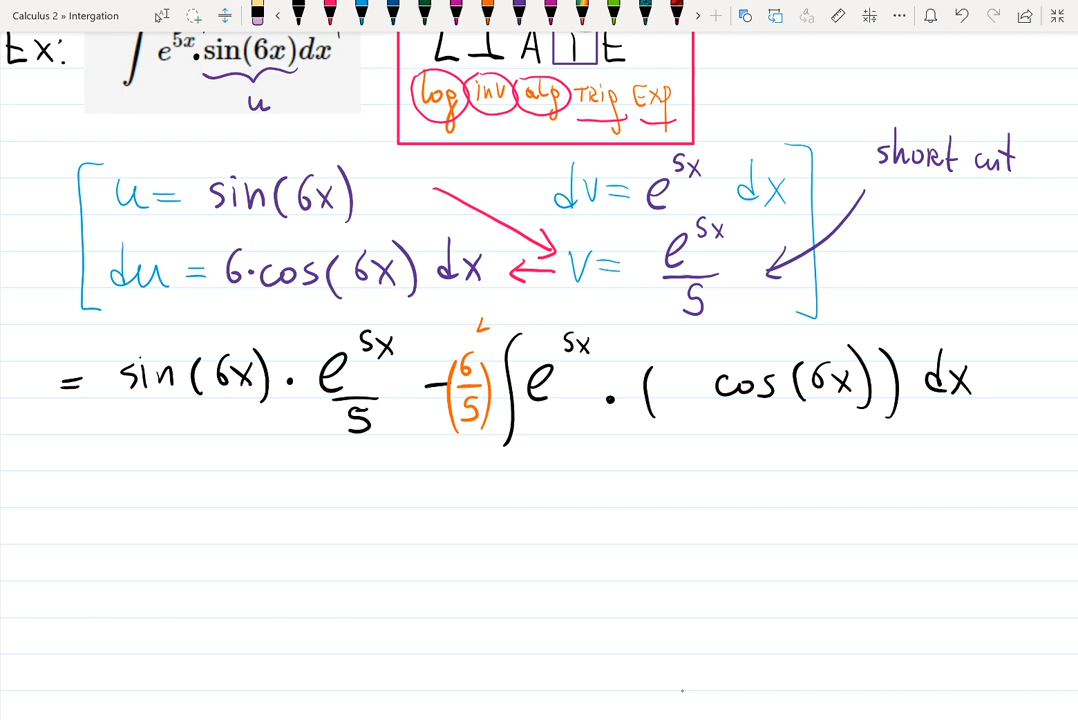 Calculus 2 » Intergation
EX: ∫ e^{5x}.sin(6x)dx
u
L I A T E
log inv alg TRIG EXP
short cut
u = sin(6x) dv = e^{5x} dx
du = 6·cos(6x) dx v = e^{5x}/5
= sin(6x) · e^{5x}/5 - (6/5) ∫ e^{5x} · ( cos(6x)) dx